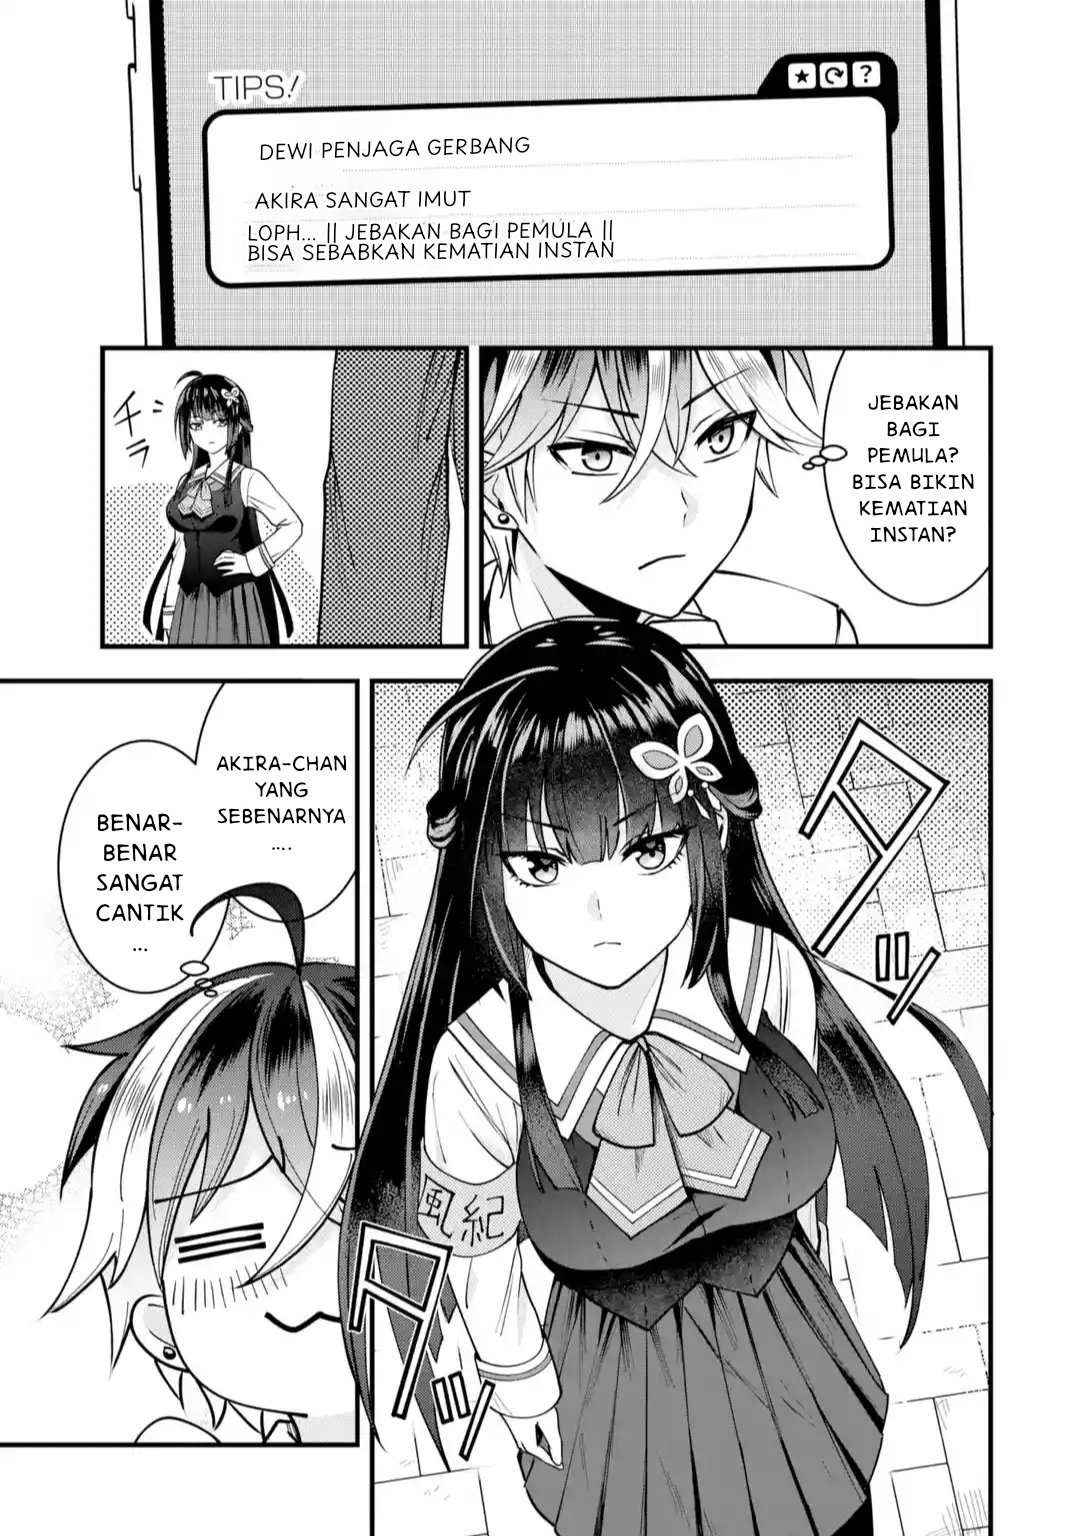 TIPS!
?
DEWI PENJAGA GERBANG
AKIRA SANGAT IMUT
LOPH... || JEBAKAN BAGI PEMULA ||
BISA SEBABKAN KEMATIAN INSTAN
JEBAKAN
BAGI
PEMULA?
BISA BIKIN
KEMATIAN
INSTAN?
チラ
AKIRA-CHAN
YANG
SEBENARNYA
....
BENAR-
BENAR
SANGAT
CANTIK
...
風紀